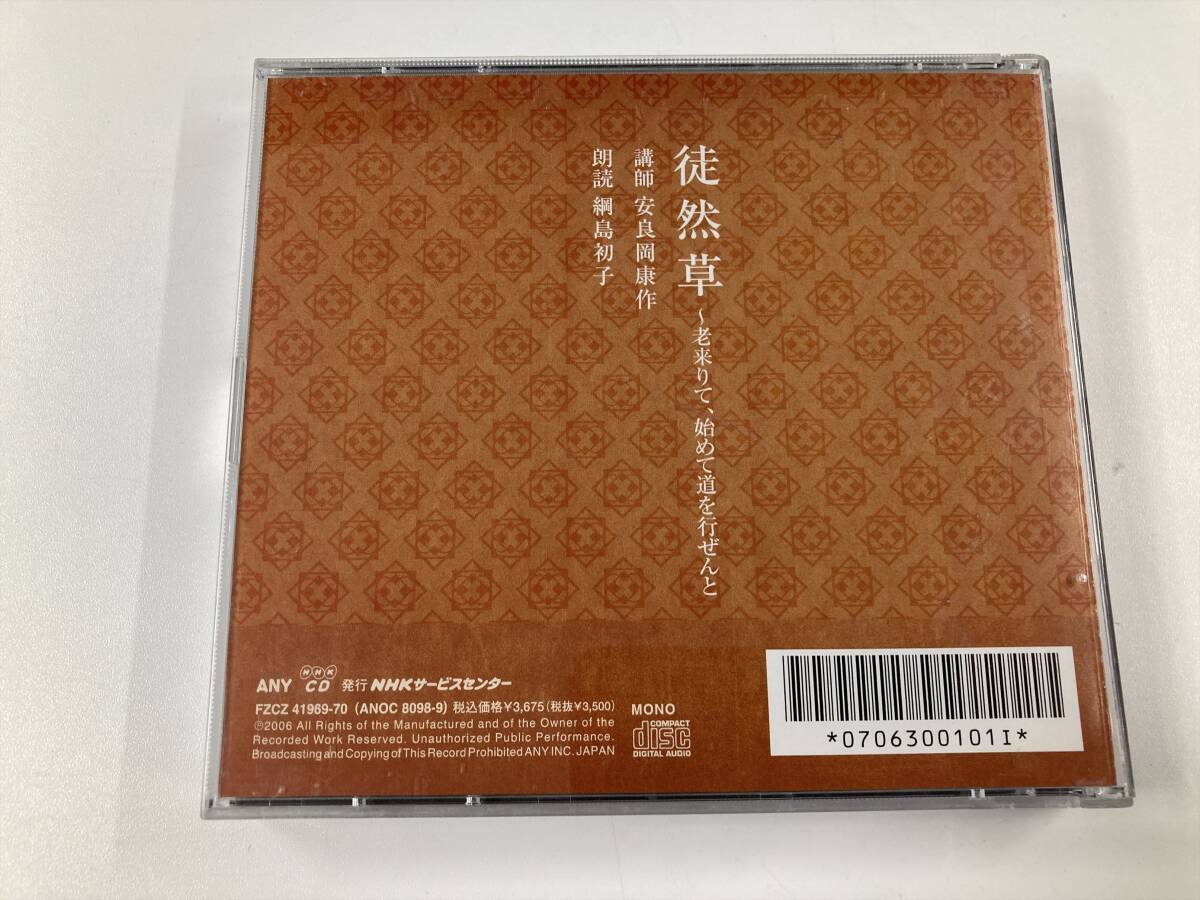 徒然草 ~老来りて、始めて道を行ぜんと
講師 安良岡康作
朗読 綱島初子
ANY NHK CD 発行 NHKサービスセンター
FZCZ 41969-70 (ANOC 8098-9) 税込価格¥3,675(税抜¥3,500)
℗2006 All Rights of the Manufactured and of the Owner of the
Recorded Work Reserved. Unauthorized Public Performance.
Broadcasting and Copying of This Record Prohibited ANY INC. JAPAN
MONO
COMPACT
disc
DIGITAL AUDIO
*0706300101I*